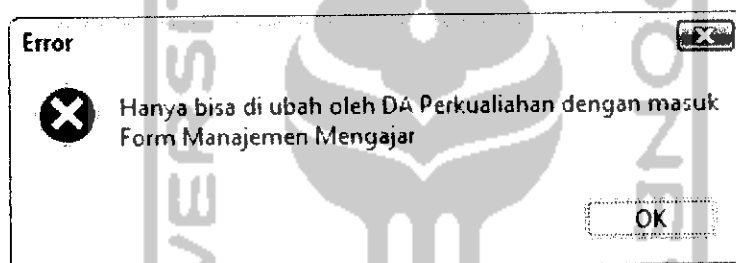 Error
Hanya bisa di ubah oleh DA Perkualiahan dengan masuk
Form Manajemen Mengajar
OK